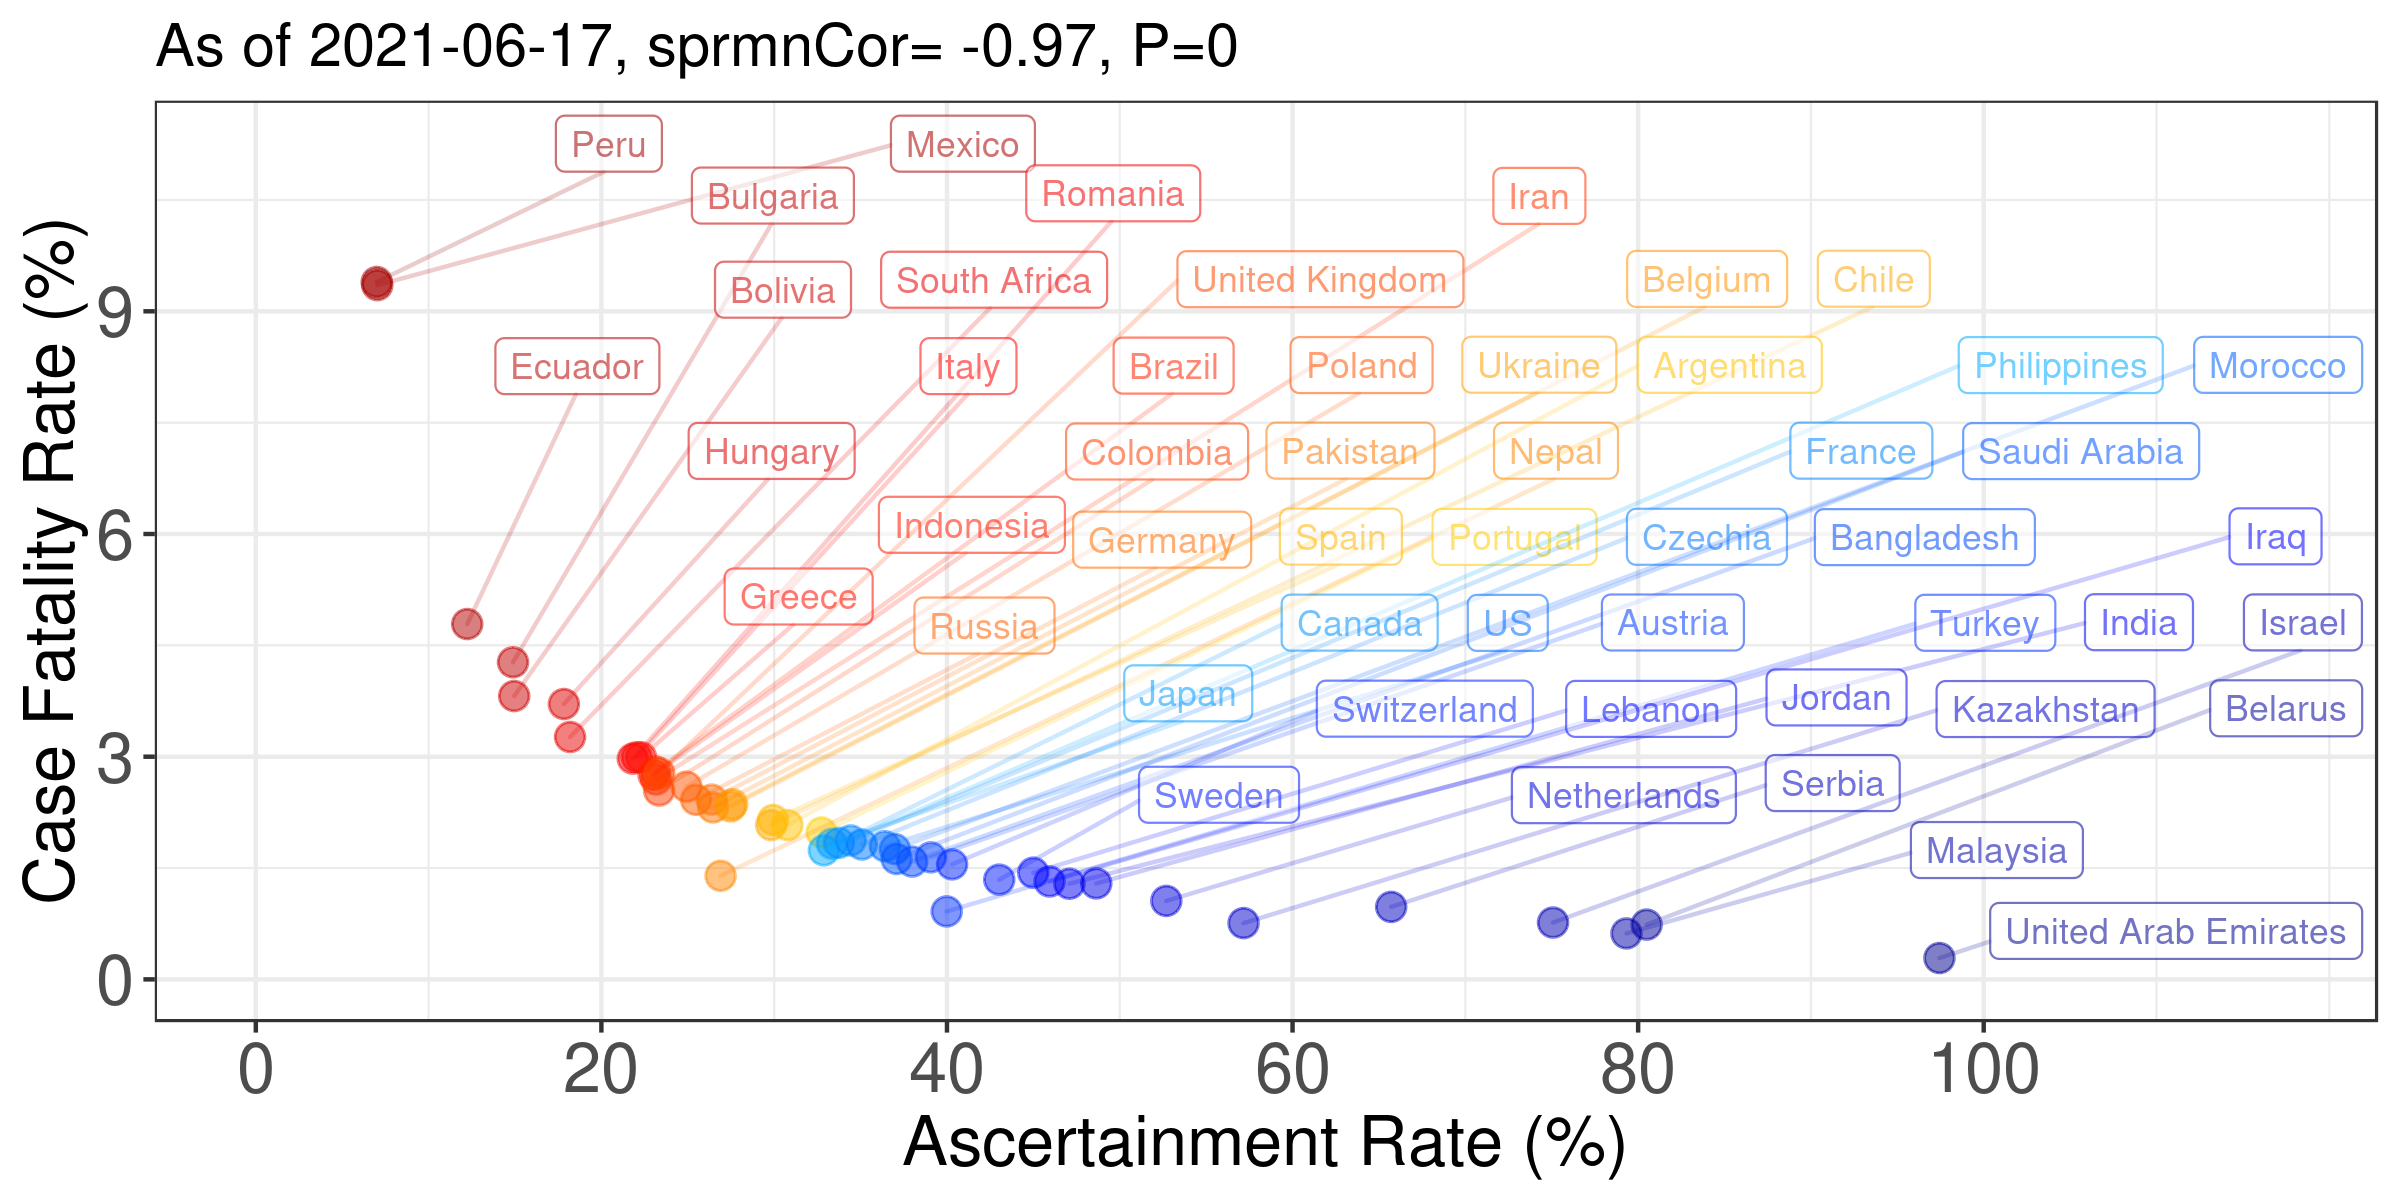 As of 2021-06-17, sprmnCor= -0.97, P=0
Peru
Mexico
Bulgaria
Romania
Iran
Bolivia
South Africa
United Kingdom
Belgium
Chile
Ecuador
Italy
Brazil
Poland
Ukraine
Argentina
Philippines
Morocco
Hungary
Colombia
Pakistan
Nepal
France
Saudi Arabia
Indonesia
Germany
Spain
Portugal
Czechia
Bangladesh
Iraq
Greece
Russia
Canada
US
Austria
Turkey
India
Israel
Japan
Switzerland
Lebanon
Jordan
Kazakhstan
Belarus
Sweden
Netherlands
Serbia
Malaysia
United Arab Emirates
Case Fatality Rate (%)
9
6
3
0
0 20 40 60 80 100
Ascertainment Rate (%)